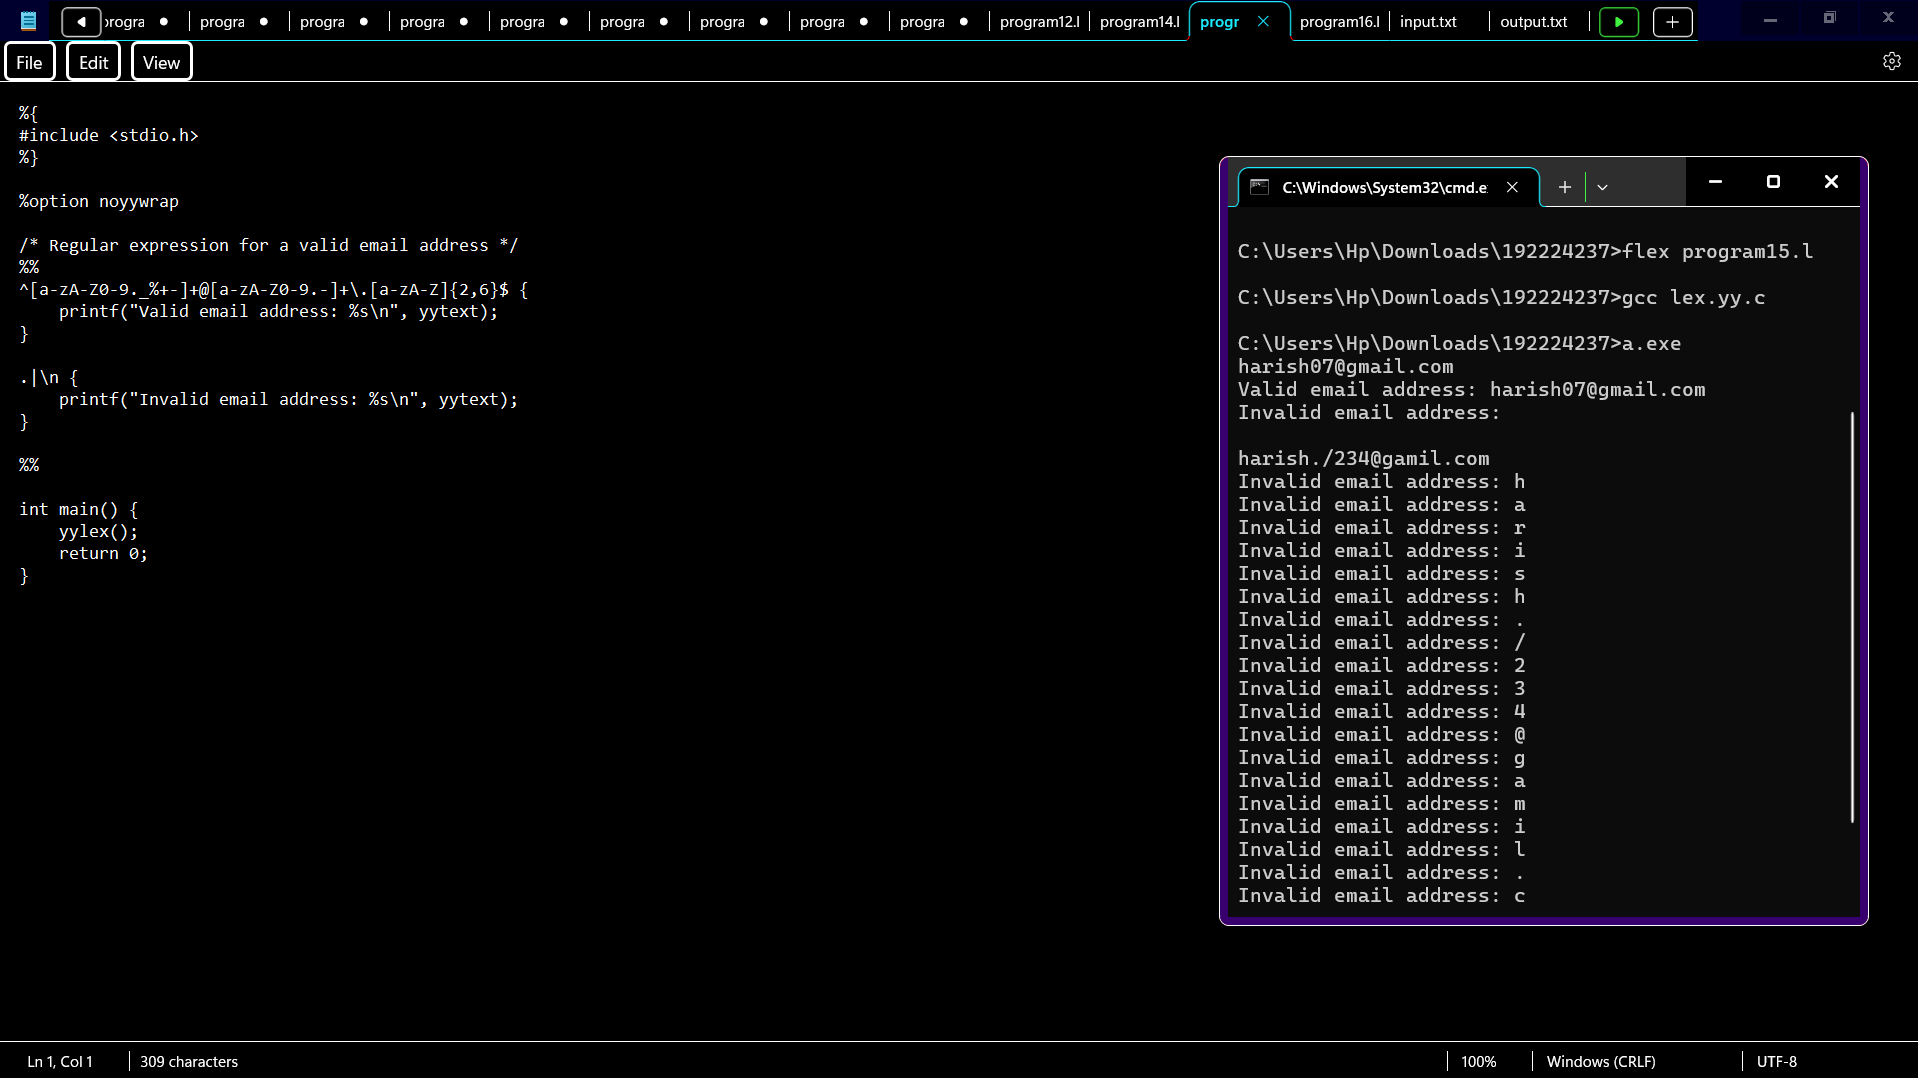 progra progra progra progra progra progra progra progra progra program12.l program14.l progr program16.l input.txt output.txt
File Edit View
%{
#include <stdio.h>
%}
%option noyywrap
/* Regular expression for a valid email address */
%%
^[a-zA-Z0-9._%+-]+@[a-zA-Z0-9.-]+\.[a-zA-Z]{2,6}$ {
    printf("Valid email address: %s\n", yytext);
}
.|\n {
    printf("Invalid email address: %s\n", yytext);
}
%%
int main() {
    yylex();
    return 0;
}
C:\Windows\System32\cmd.e
C:\Users\Hp\Downloads\192224237>flex program15.l
C:\Users\Hp\Downloads\192224237>gcc lex.yy.c
C:\Users\Hp\Downloads\192224237>a.exe
harish07@gmail.com
Valid email address: harish07@gmail.com
Invalid email address:
harish./234@gamil.com
Invalid email address: h
Invalid email address: a
Invalid email address: r
Invalid email address: i
Invalid email address: s
Invalid email address: h
Invalid email address: .
Invalid email address: /
Invalid email address: 2
Invalid email address: 3
Invalid email address: 4
Invalid email address: @
Invalid email address: g
Invalid email address: a
Invalid email address: m
Invalid email address: i
Invalid email address: l
Invalid email address: .
Invalid email address: c
Ln 1, Col 1 309 characters 100% Windows (CRLF) UTF-8